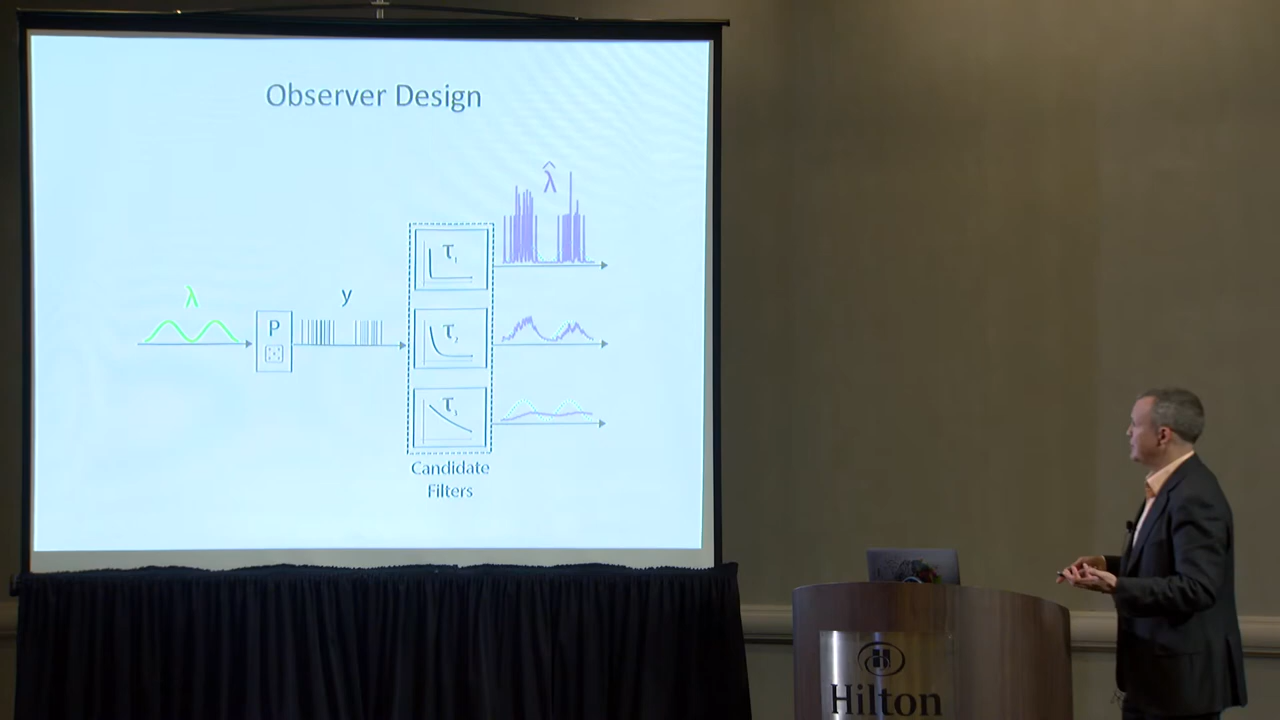 Observer Design
λ̂
τ₁
λ
P
y
τ₂
τ₃
Candidate
Filters
Hilton